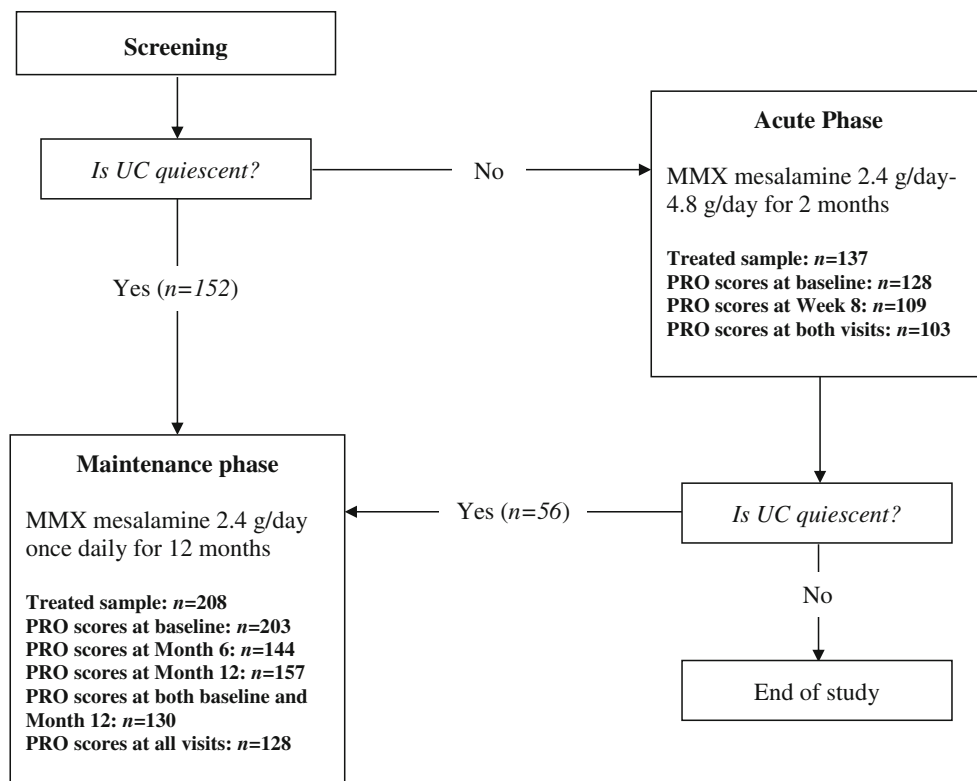 Screening
Is UC quiescent?
No
Acute Phase
MMX mesalamine 2.4 g/day-
4.8 g/day for 2 months
Treated sample: n=137
PRO scores at baseline: n=128
PRO scores at Week 8: n=109
PRO scores at both visits: n=103
Yes (n=152)
Maintenance phase
MMX mesalamine 2.4 g/day
once daily for 12 months
Treated sample: n=208
PRO scores at baseline: n=203
PRO scores at Month 6: n=144
PRO scores at Month 12: n=157
PRO scores at both baseline and
Month 12: n=130
PRO scores at all visits: n=128
Yes (n=56)
Is UC quiescent?
No
End of study